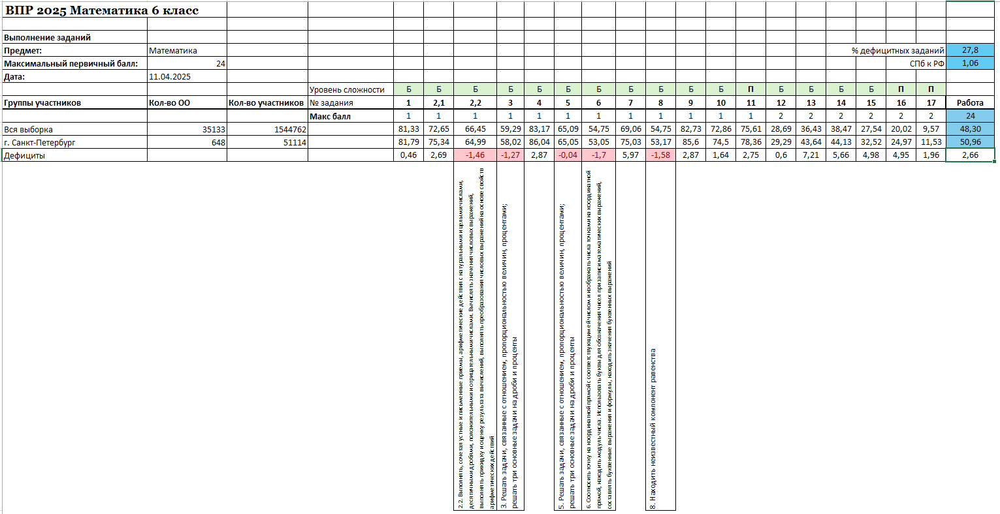 ВПР 2025 Математика 6 класс
Выполнение заданий
Предмет: Математика % дефицитных заданий 27,8
Максимальный первичный балл: 24 СПб к РФ 1,06
Дата: 11.04.2025
Уровень сложности Б Б Б Б Б Б Б Б Б Б Б П Б Б Б Б П П
Группы участников Кол-во ОО Кол-во участников № задания 1 2,1 2,2 3 4 5 6 7 8 9 10 11 12 13 14 15 16 17 Работа
Макс балл 1 1 1 1 1 1 1 1 1 1 1 1 2 2 2 2 2 2 24
Вся выборка 35133 1544762 81,33 72,65 66,45 59,29 83,17 65,09 54,75 69,06 54,75 82,73 72,86 75,61 28,69 36,43 38,47 27,54 20,02 9,57 48,30
г. Санкт-Петербург 648 51114 81,79 75,34 64,99 58,02 86,04 65,05 53,05 75,03 53,17 85,6 74,5 78,36 29,29 43,64 44,13 32,52 24,97 11,53 50,96
Дефициты 0,46 2,69 -1,46 -1,27 2,87 -0,04 -1,7 5,97 -1,58 2,87 1,64 2,75 0,6 7,21 5,66 4,98 4,95 1,96 2,66
2.2. Выполнять, сочетая устные и письменные приемы, арифметические действия с натуральными и целыми числами,
десятичными дробями, положительными и отрицательными числами. Вычислять значения числовых выражений,
выполнять прикидку и оценку результата вычислений, выполнять преобразования числовых выражений на основе свойств
арифметических действий
3. Решать задачи, связанные с отношением, пропорциональностью величин, процентами;
решать три основные задачи на дроби и проценты
5. Решать задачи, связанные с отношением, пропорциональностью величин, процентами;
решать три основные задачи на дроби и проценты
6. Соотносить точку на координатной прямой с соответствующим ей числом и изображать числа точками на координатной
прямой, находить модуль числа. Использовать буквы для обозначения чисел при записи математических выражений,
составлять буквенные выражения и формулы, находить значения буквенных выражений
8. Находить неизвестный компонент равенства